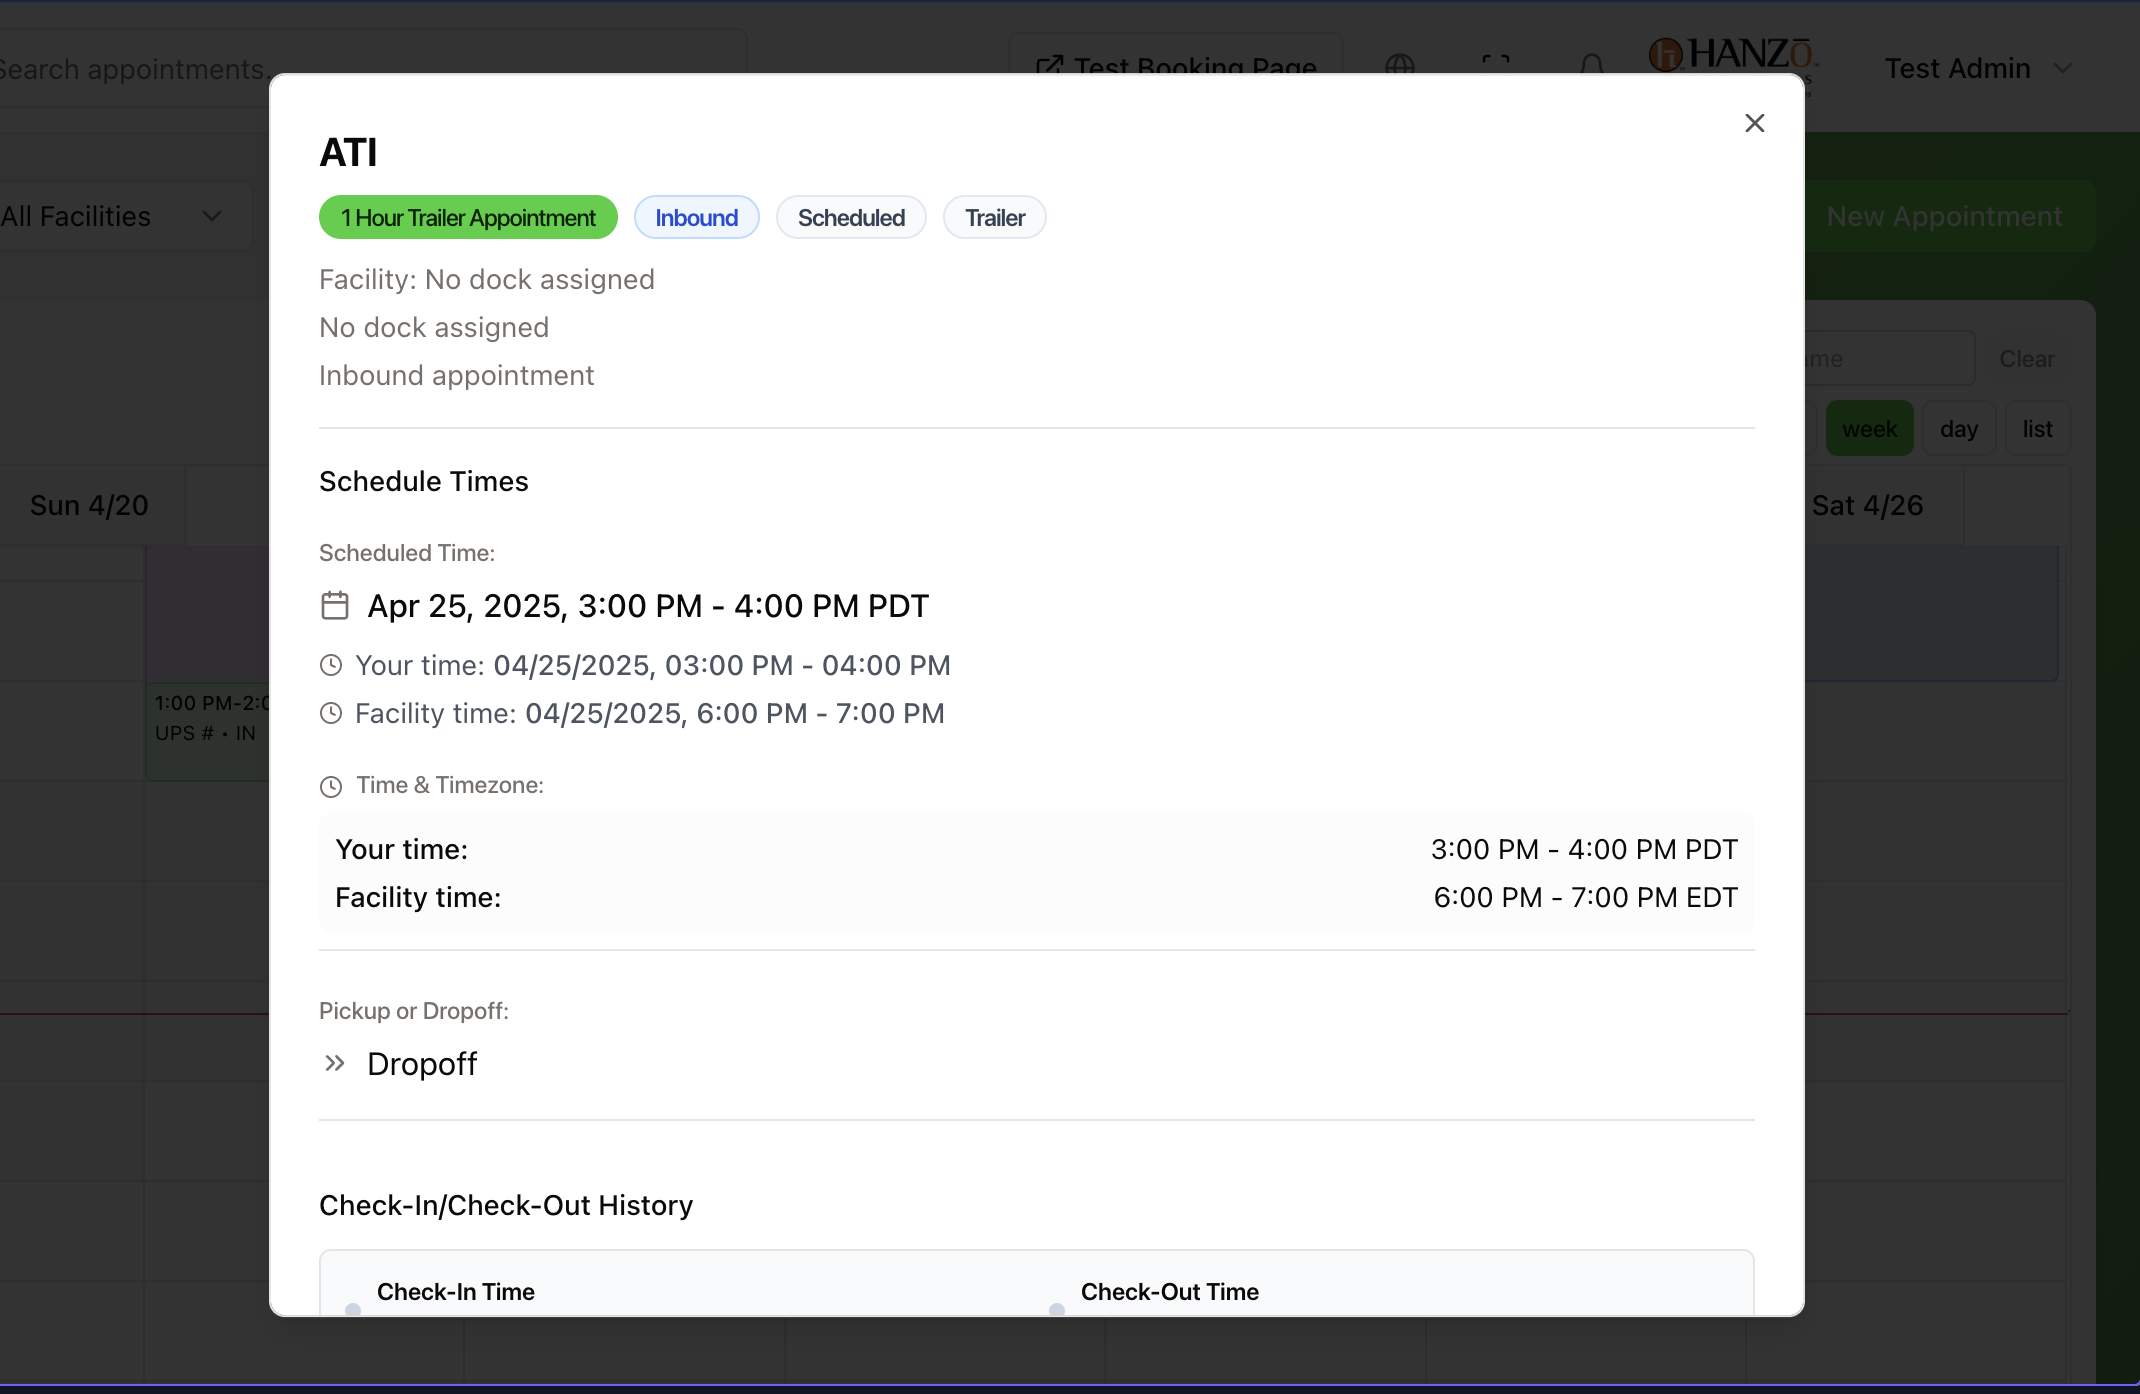 Search appointments.
Test Booking Page
HANZŌ
Test Admin
ATI
1 Hour Trailer Appointment
Inbound
Scheduled
Trailer
All Facilities
New Appointment
Facility: No dock assigned
No dock assigned
Inbound appointment
Clear
week
day
list
Schedule Times
Sun 4/20
Sat 4/26
Scheduled Time:
Apr 25, 2025, 3:00 PM - 4:00 PM PDT
Your time: 04/25/2025, 03:00 PM - 04:00 PM
Facility time: 04/25/2025, 6:00 PM - 7:00 PM
1:00 PM-2:0
UPS # • IN
Time & Timezone:
Your time:
3:00 PM - 4:00 PM PDT
Facility time:
6:00 PM - 7:00 PM EDT
Pickup or Dropoff:
Dropoff
Check-In/Check-Out History
Check-In Time
Check-Out Time